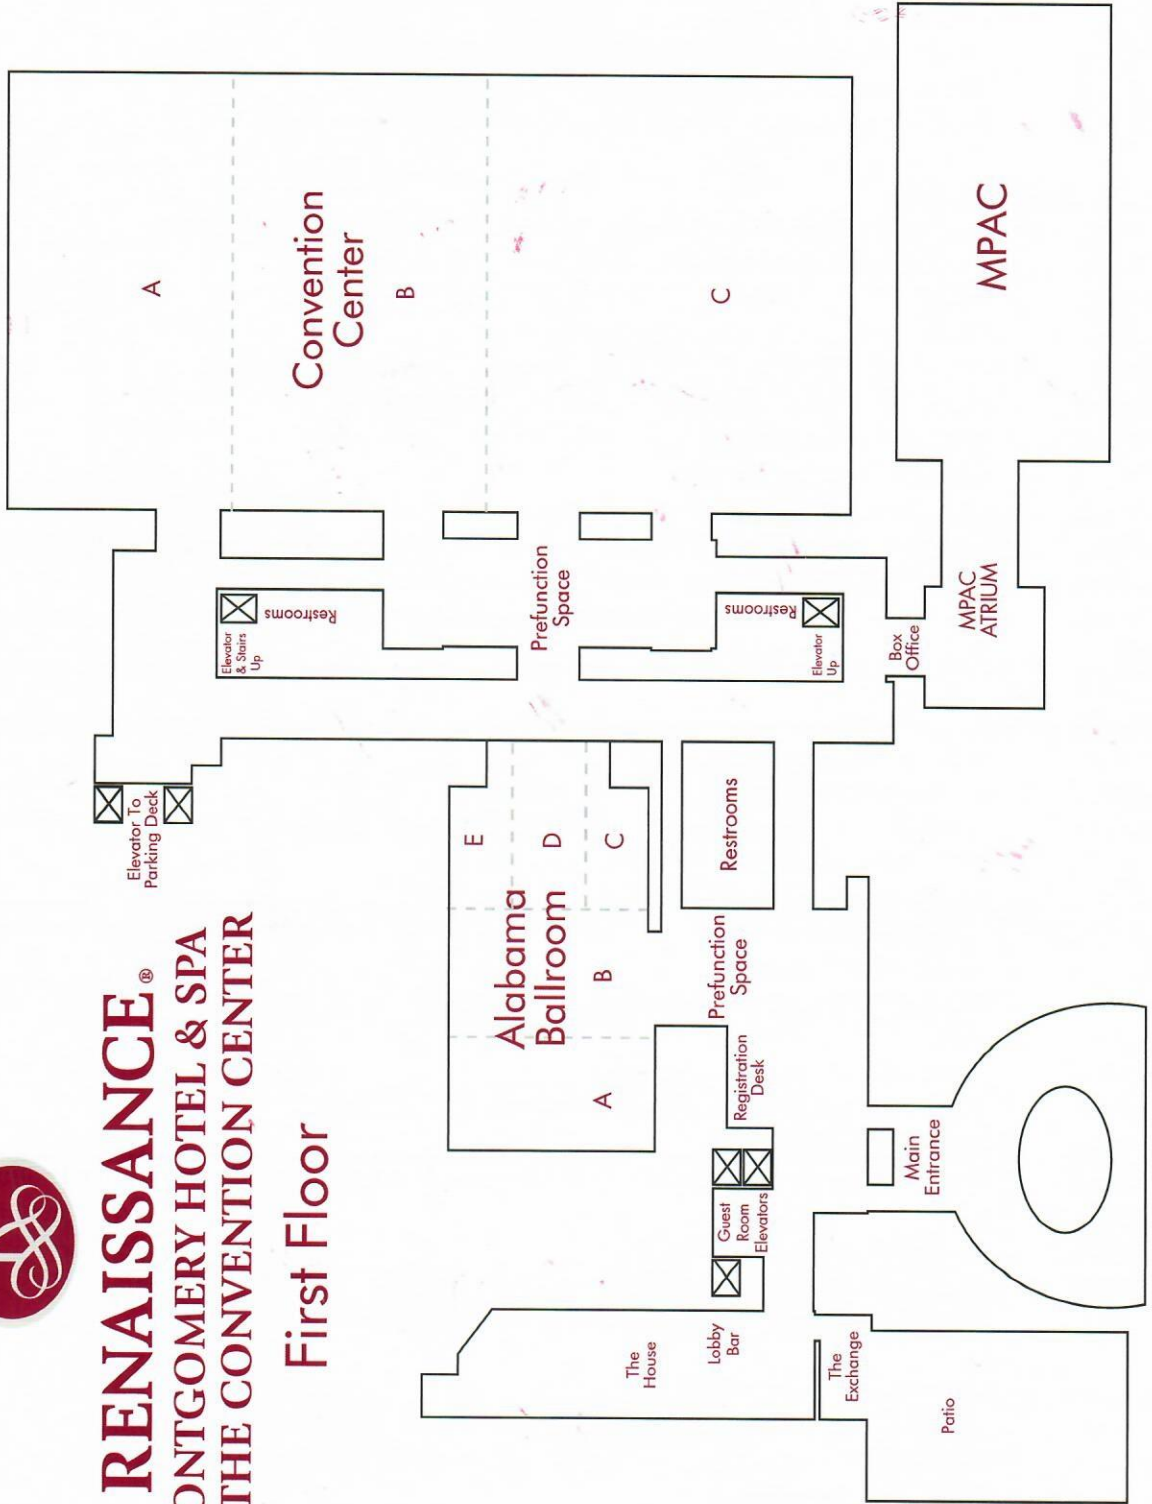 RENAISSANCE®
ONTGOMERY HOTEL & SPA
THE CONVENTION CENTER
First Floor
Elevator To
Parking Deck
A
Convention
Center
B
C
Elevator
& Stairs
Up
Restrooms
Prefunction
Space
Restrooms
Elevator
Up
Box
Office
MPAC
ATRIUM
MPAC
Alabama
Ballroom
A
B
C
D
E
Restrooms
Prefunction
Space
Registration
Desk
Guest
Room
Elevators
Main
Entrance
The
House
Lobby
Bar
The
Exchange
Patio